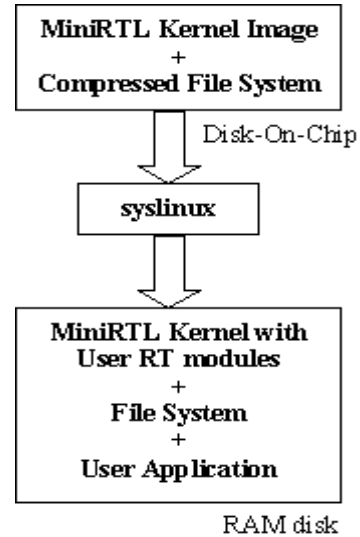 MiniRTL Kernel Image
+
Compressed File System
Disk-On-Chip
syslinux
MiniRTL Kernel with
User RT modules
+
File System
+
User Application
RAM disk